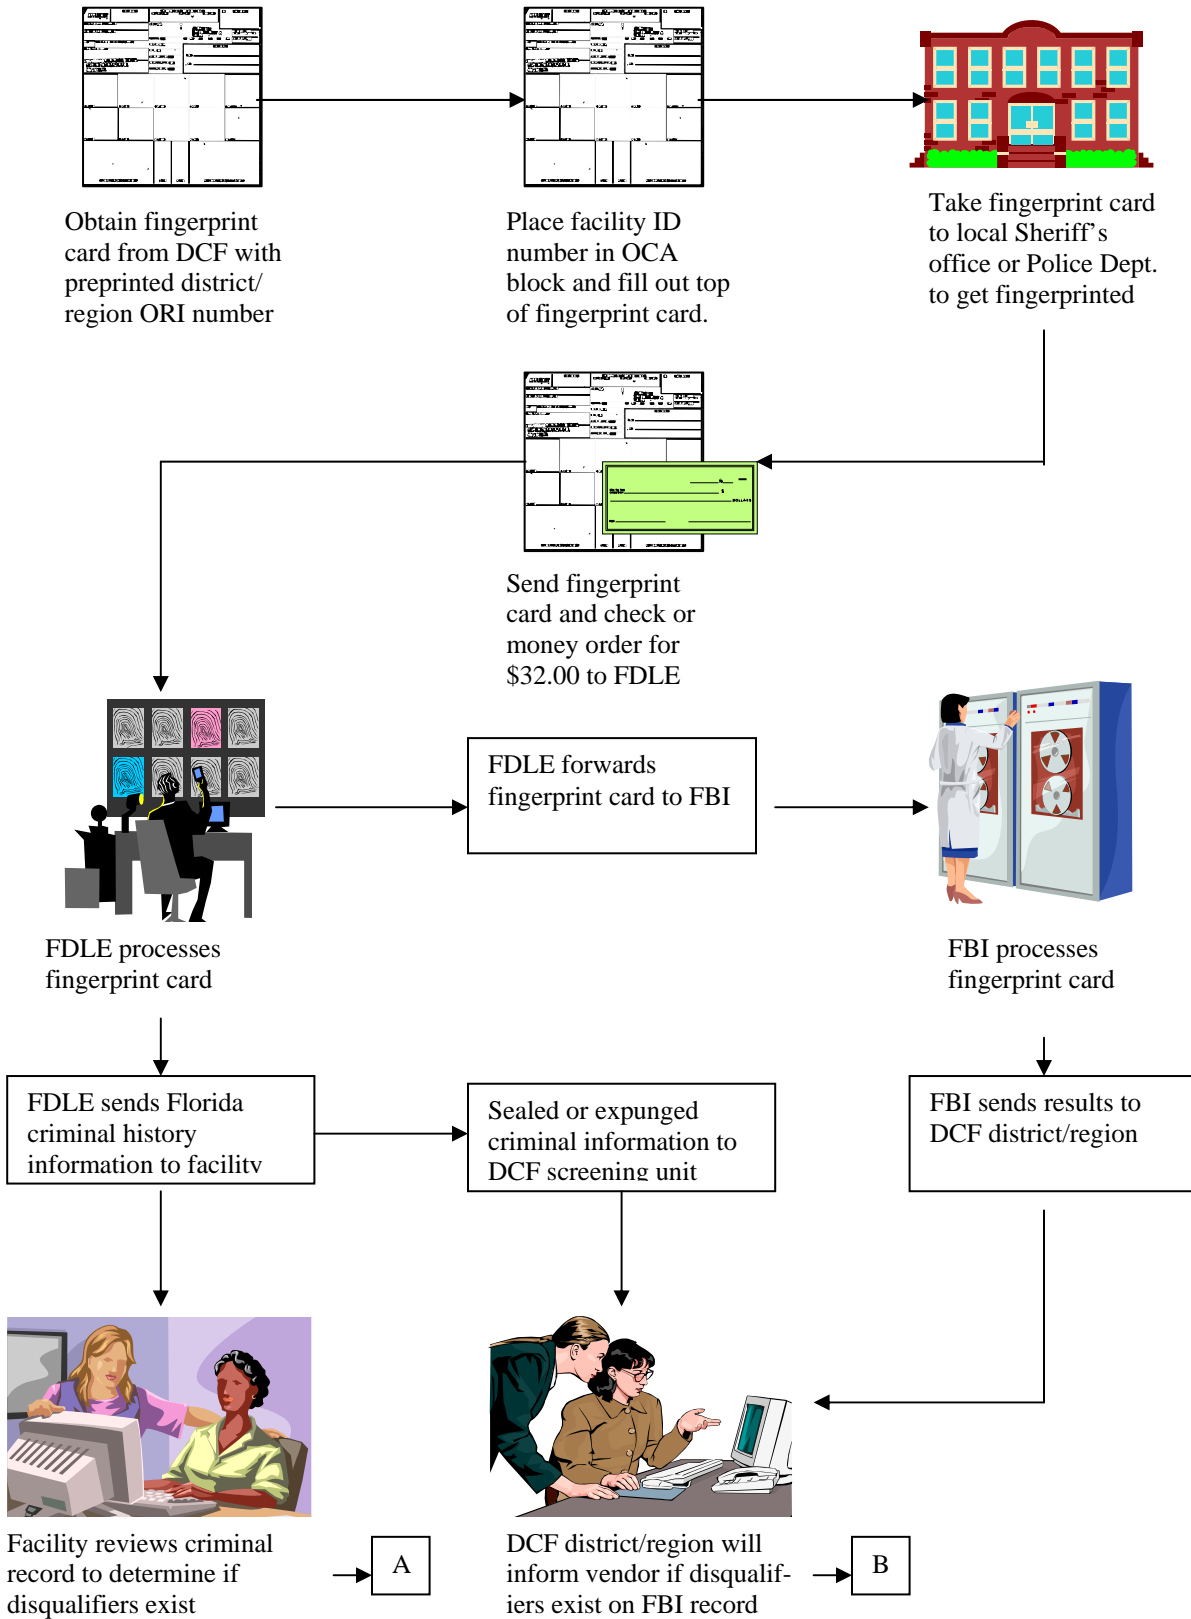 Obtain fingerprint
card from DCF with
preprinted district/
region ORI number
Place facility ID
number in OCA
block and fill out top
of fingerprint card.
Take fingerprint card
to local Sheriff's
office or Police Dept.
to get fingerprinted
Send fingerprint
card and check or
money order for
$32.00 to FDLE
FDLE forwards
fingerprint card to FBI
FDLE processes
fingerprint card
FBI processes
fingerprint card
FDLE sends Florida
criminal history
information to facility
Sealed or expunged
criminal information to
DCF screening unit
FBI sends results to
DCF district/region
Facility reviews criminal
record to determine if
disqualifiers exist
A
DCF district/region will
inform vendor if disqualif-
iers exist on FBI record
B